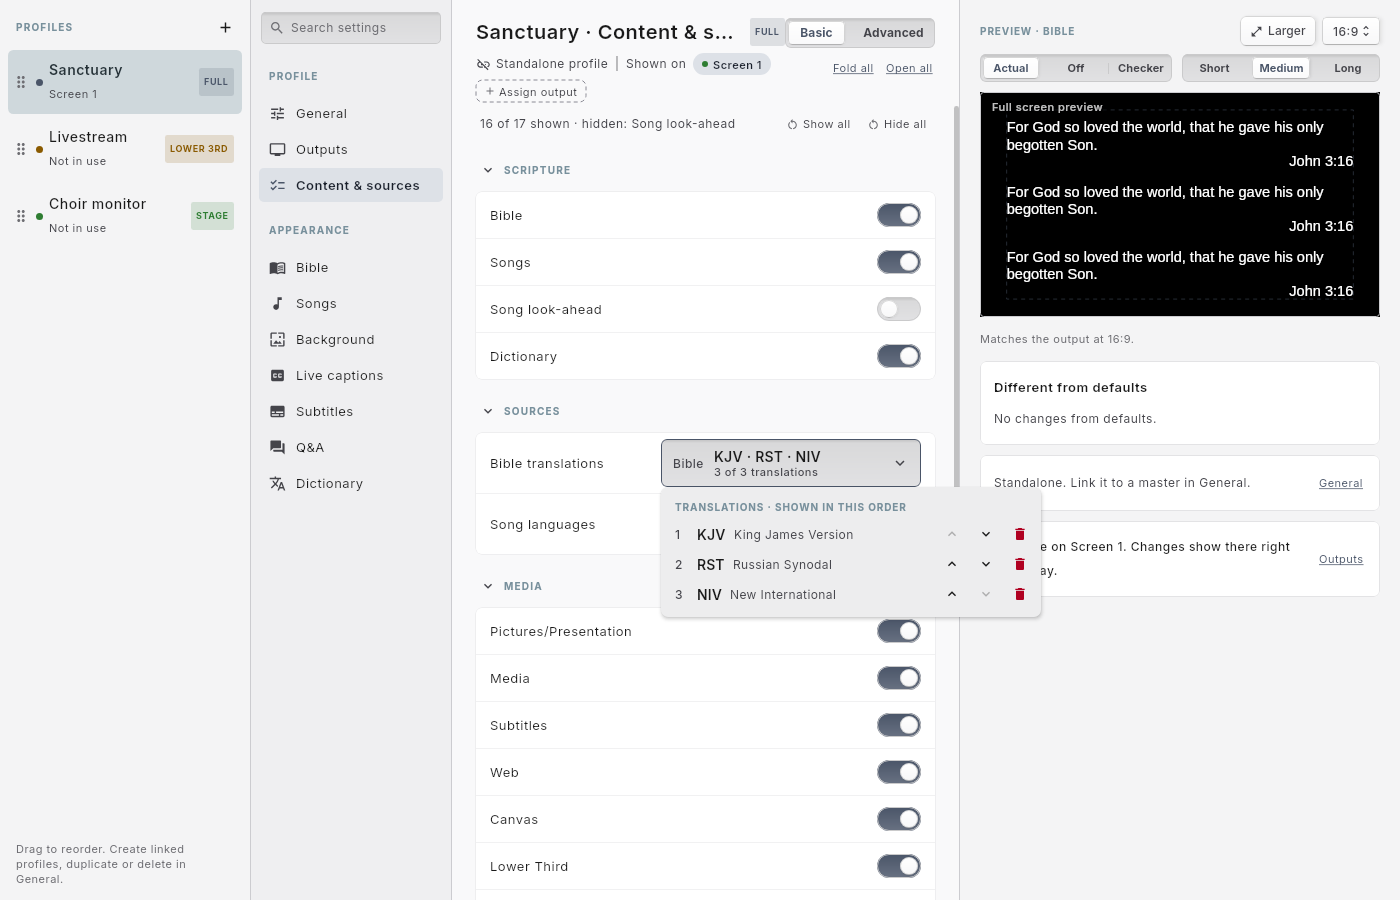 PROFILES
Sanctuary
Screen 1
FULL
Livestream
Not in use
LOWER 3RD
Choir monitor
Not in use
STAGE
Drag to reorder. Create linked
profiles, duplicate or delete in
General.
Search settings
PROFILE
General
Outputs
Content & sources
APPEARANCE
Bible
Songs
Background
Live captions
Subtitles
Q&A
Dictionary
Sanctuary · Content & s...
FULL
Basic
Advanced
Standalone profile | Shown on
Screen 1
Fold all
Open all
+ Assign output
16 of 17 shown · hidden: Song look-ahead
Show all
Hide all
SCRIPTURE
Bible
Songs
Song look-ahead
Dictionary
SOURCES
Bible translations
Bible
KJV · RST · NIV
3 of 3 translations
Song languages
TRANSLATIONS · SHOWN IN THIS ORDER
1 KJV King James Version
2 RST Russian Synodal
3 NIV New International
MEDIA
Pictures/Presentation
Media
Subtitles
Web
Canvas
Lower Third
PREVIEW · BIBLE
Larger
16:9
Actual
Off
Checker
Short
Medium
Long
Full screen preview
For God so loved the world, that he gave his only
begotten Son.
John 3:16
For God so loved the world, that he gave his only
begotten Son.
John 3:16
For God so loved the world, that he gave his only
begotten Son.
John 3:16
Matches the output at 16:9.
Different from defaults
No changes from defaults.
Standalone. Link it to a master in General.
General
e on Screen 1. Changes show there right
ay.
Outputs